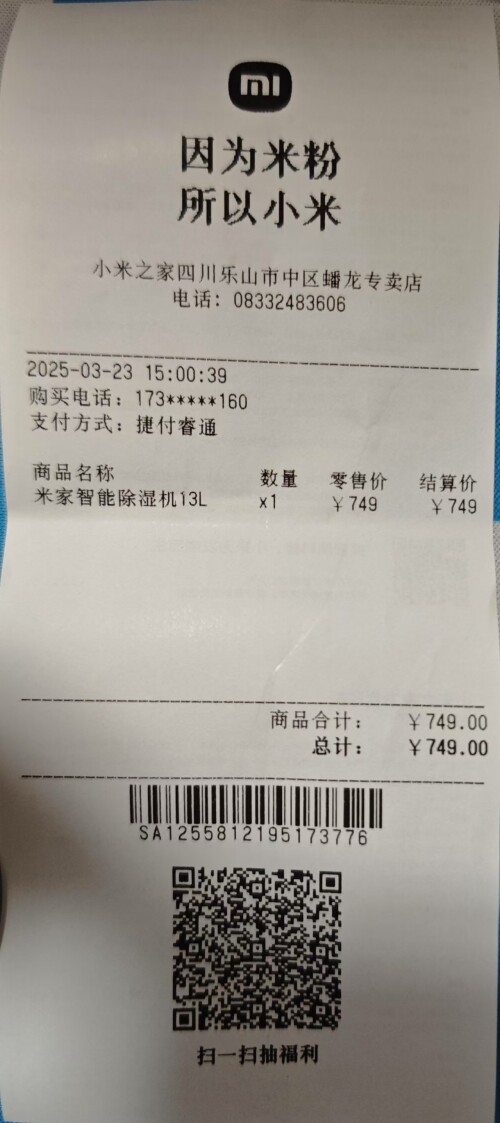 mi
因为米粉
所以小米
小米之家四川乐山市中区蟠龙专卖店
电话：08332483606
2025-03-23 15:00:39
购买电话：173*****160
支付方式：捷付睿通
商品名称 数量 零售价 结算价
米家智能除湿机13L x1 ￥749 ￥749
商品合计： ￥749.00
总计： ￥749.00
SA12558121951737​76
扫一扫抽福利